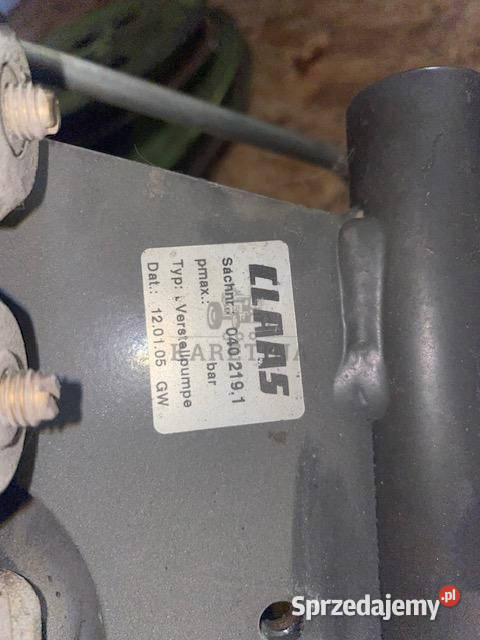 CLAAS
Sachnr.: 040 219.1
pmax.: bar
Typ: Verstellpumpe
Dat.: 12.01.05 GW
Sprzedajemy.pl